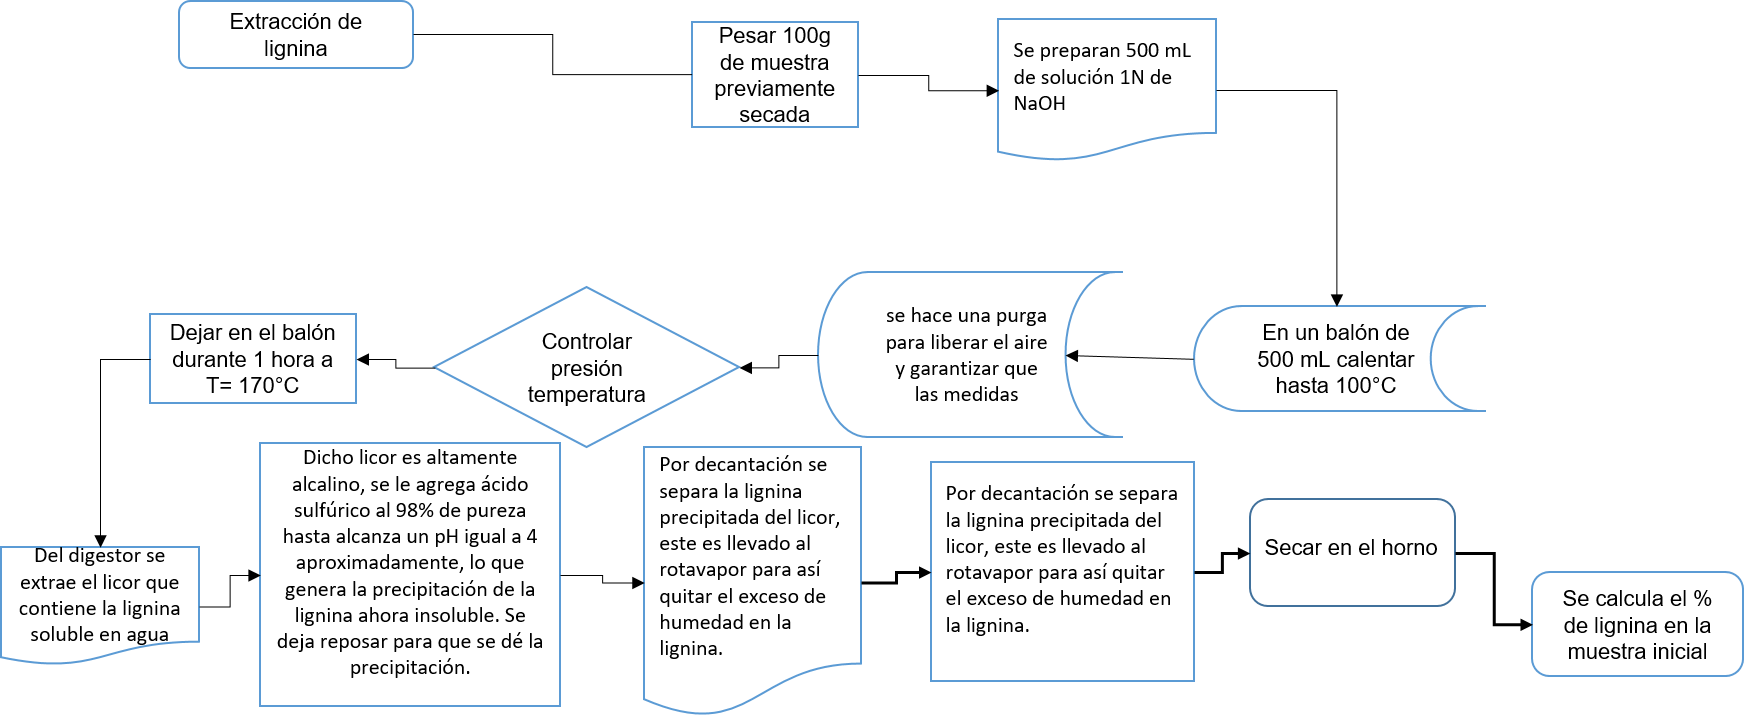 Extracción de
lignina
Pesar 100g
de muestra
previamente
secada
Se preparan 500 mL
de solución 1N de
NaOH
En un balón de
500 mL calentar
hasta 100°C
se hace una purga
para liberar el aire
y garantizar que
las medidas
Controlar
presión
temperatura
Dejar en el balón
durante 1 hora a
T= 170°C
Del digestor se
extrae el licor que
contiene la lignina
soluble en agua
Dicho licor es altamente
alcalino, se le agrega ácido
sulfúrico al 98% de pureza
hasta alcanza un pH igual a 4
aproximadamente, lo que
genera la precipitación de la
lignina ahora insoluble. Se
deja reposar para que se dé la
precipitación.
Por decantación se
separa la lignina
precipitada del licor,
este es llevado al
rotavapor para así
quitar el exceso de
humedad en la
lignina.
Por decantación se separa
la lignina precipitada del
licor, este es llevado al
rotavapor para así quitar
el exceso de humedad en
la lignina.
Secar en el horno
Se calcula el %
de lignina en la
muestra inicial